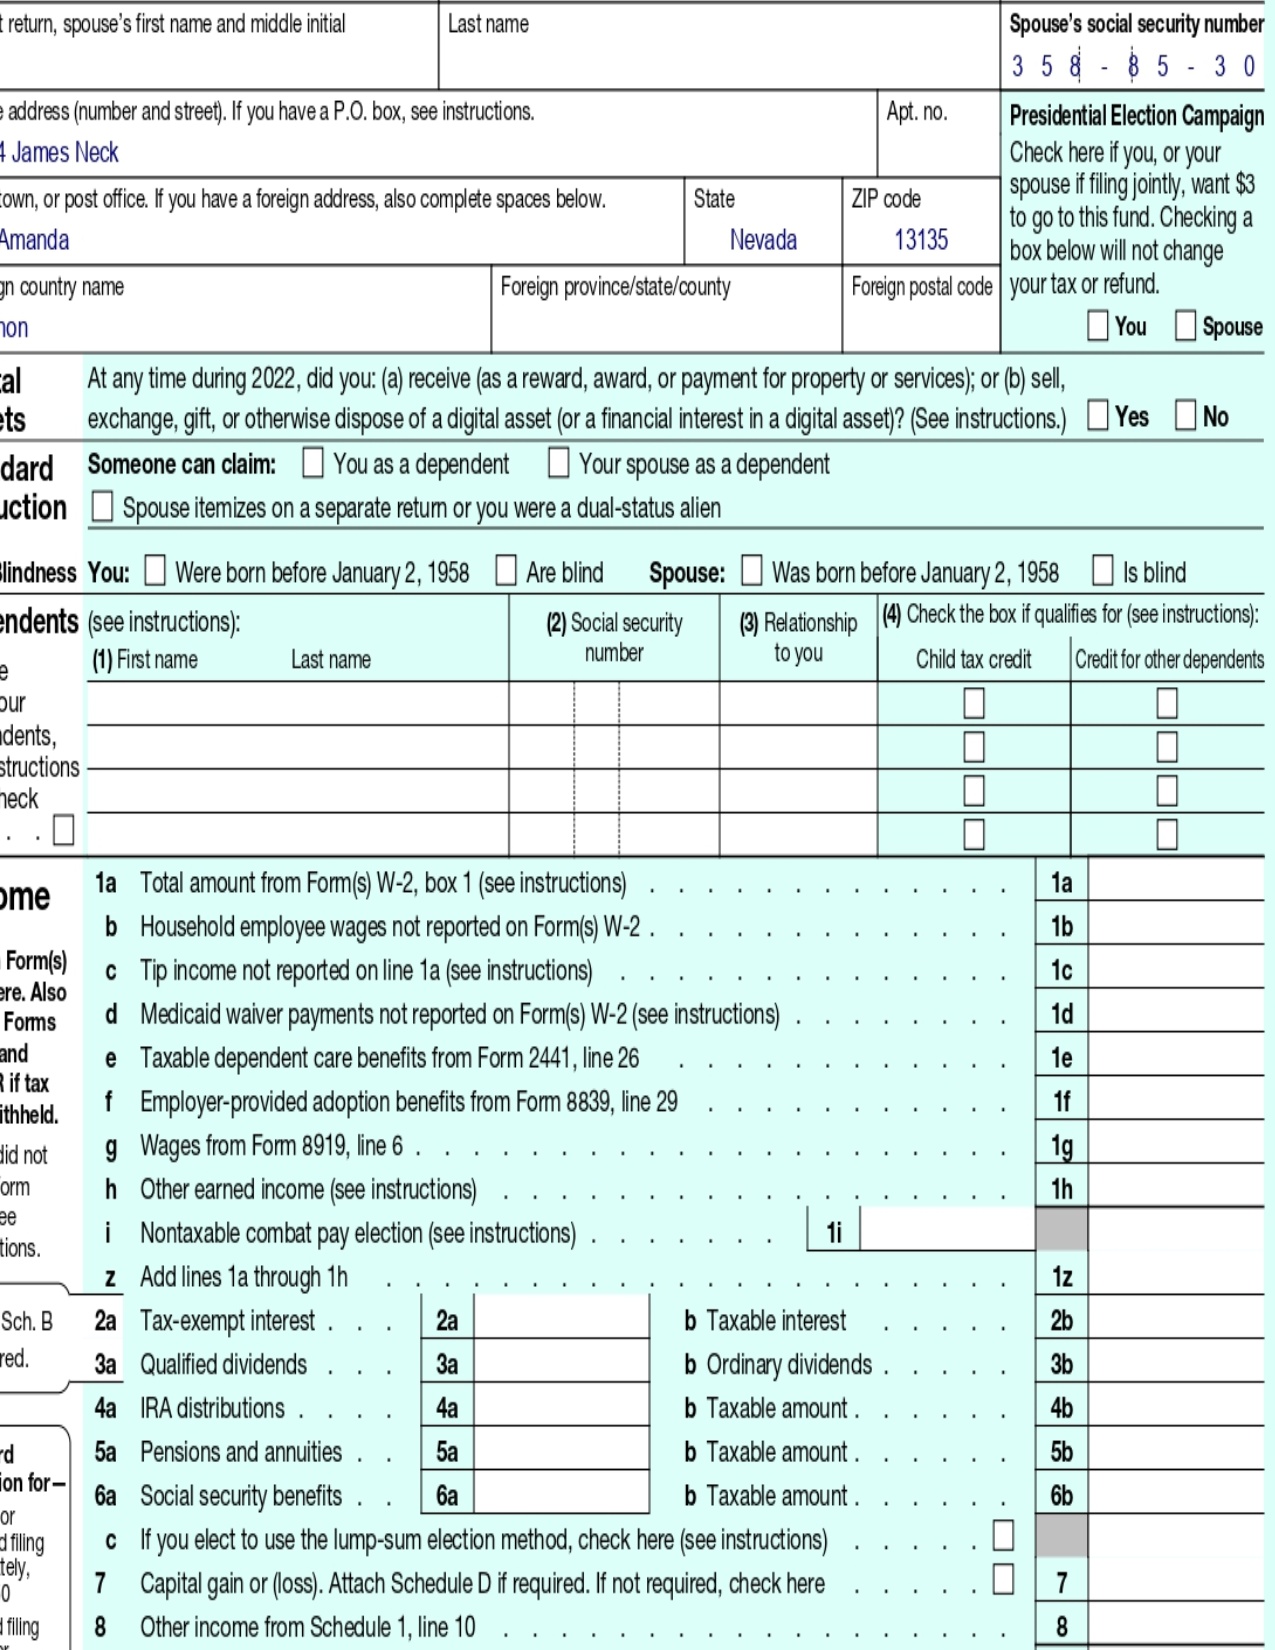 return, spouse's first name and middle initial
Last name
Spouse's social security number
3 5 8 - 8 5 - 3 0
address (number and street). If you have a P.O. box, see instructions.
Apt. no.
4 James Neck
town, or post office. If you have a foreign address, also complete spaces below.
State
ZIP code
Amanda
Nevada
13135
gn country name
Foreign province/state/county
Foreign postal code
non
Presidential Election Campaign
Check here if you, or your
spouse if filing jointly, want $3
to go to this fund. Checking a
box below will not change
your tax or refund.
You Spouse
tal
ets
At any time during 2022, did you: (a) receive (as a reward, award, or payment for property or services); or (b) sell,
exchange, gift, or otherwise dispose of a digital asset (or a financial interest in a digital asset)? (See instructions.) Yes No
dard
uction
Someone can claim: You as a dependent Your spouse as a dependent
Spouse itemizes on a separate return or you were a dual-status alien
Blindness You: Were born before January 2, 1958 Are blind Spouse: Was born before January 2, 1958 Is blind
endents (see instructions):
(1) First name Last name
(2) Social security
number
(3) Relationship
to you
(4) Check the box if qualifies for (see instructions):
Child tax credit Credit for other dependents
e
our
ndents,
structions
heck
. .
ome
Form(s)
ere. Also
Forms
and
R if tax
ithheld.
did not
orm
ee
tions.
1a Total amount from Form(s) W-2, box 1 (see instructions) . . . . . . . . . . . . . 1a
b Household employee wages not reported on Form(s) W-2 . . . . . . . . . . . . . 1b
c Tip income not reported on line 1a (see instructions) . . . . . . . . . . . . . . 1c
d Medicaid waiver payments not reported on Form(s) W-2 (see instructions) . . . . . . . . 1d
e Taxable dependent care benefits from Form 2441, line 26 . . . . . . . . . . . . 1e
f Employer-provided adoption benefits from Form 8839, line 29 . . . . . . . . . . . 1f
g Wages from Form 8919, line 6 . . . . . . . . . . . . . . . . . . . . . 1g
h Other earned income (see instructions) . . . . . . . . . . . . . . . . . . 1h
i Nontaxable combat pay election (see instructions) . . . . . . . 1i
z Add lines 1a through 1h . . . . . . . . . . . . . . . . . . . . . . 1z
Sch. B
red.
2a Tax-exempt interest . . . 2a b Taxable interest . . . . . 2b
3a Qualified dividends . . . 3a b Ordinary dividends . . . . . 3b
4a IRA distributions . . . . 4a b Taxable amount . . . . . . 4b
5a Pensions and annuities . . 5a b Taxable amount . . . . . . 5b
6a Social security benefits . . 6a b Taxable amount . . . . . . 6b
c If you elect to use the lump-sum election method, check here (see instructions) . . . . .
7 Capital gain or (loss). Attach Schedule D if required. If not required, check here . . . . . 7
8 Other income from Schedule 1, line 10 . . . . . . . . . . . . . . . . . . 8
rd
ion for—
or
d filing
tely,
0
d filing